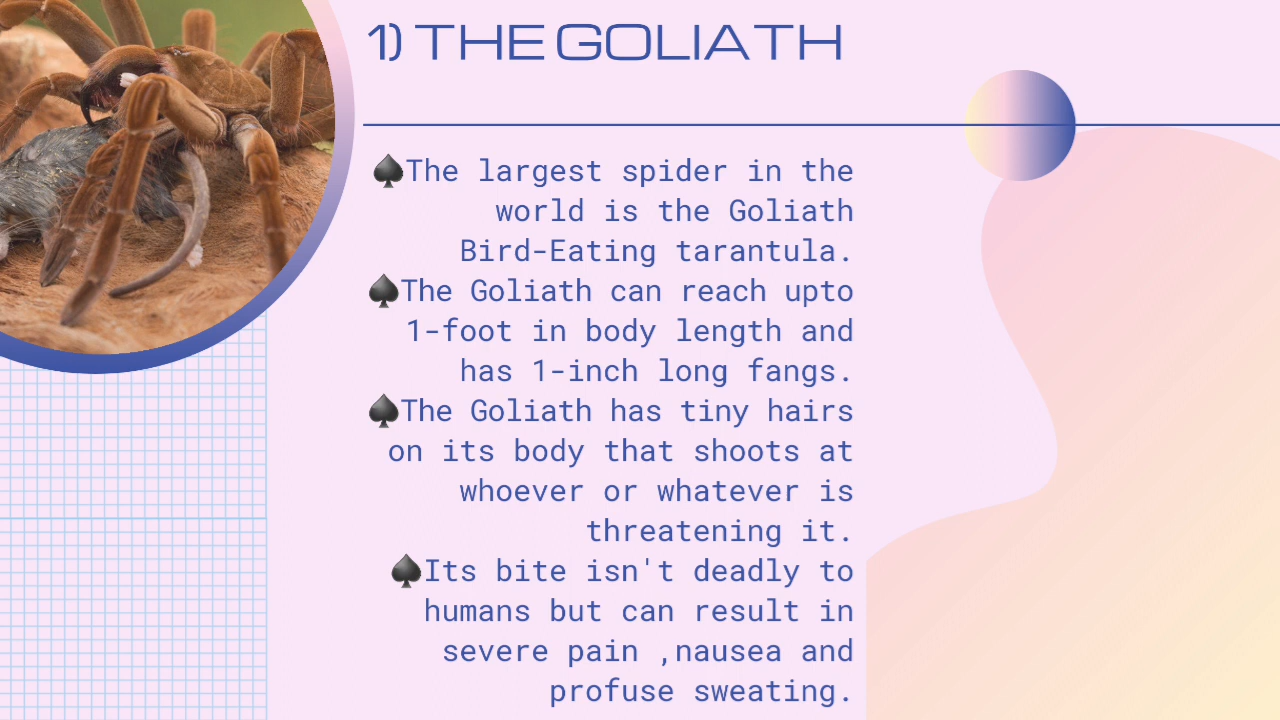 1) THE GOLIATH
♠The largest spider in the
world is the Goliath
Bird-Eating tarantula.
♠The Goliath can reach upto
1-foot in body length and
has 1-inch long fangs.
♠The Goliath has tiny hairs
on its body that shoots at
whoever or whatever is
threatening it.
♠Its bite isn't deadly to
humans but can result in
severe pain ,nausea and
profuse sweating.